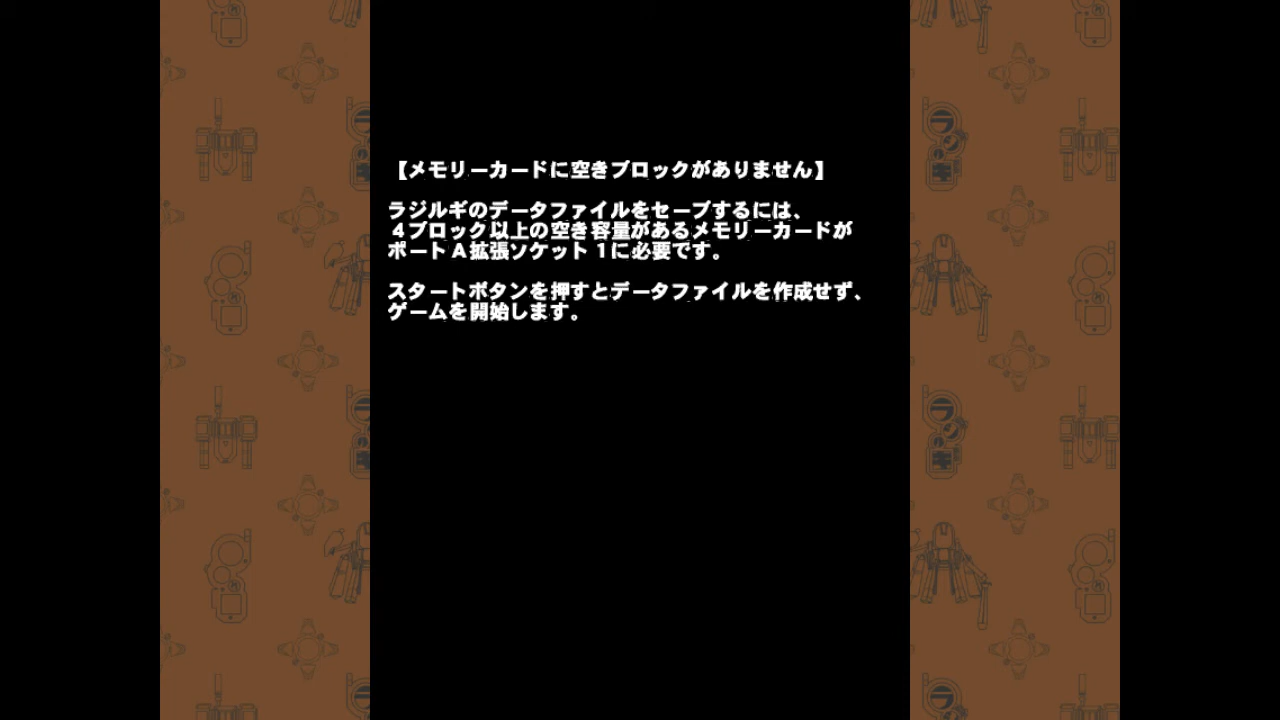 【メモリーカードに空きブロックがありません】
ラジルギのデータファイルをセーブするには、
４ブロック以上の空き容量があるメモリーカードが
ポートＡ拡張ソケット１に必要です。
スタートボタンを押すとデータファイルを作成せず、
ゲームを開始します。